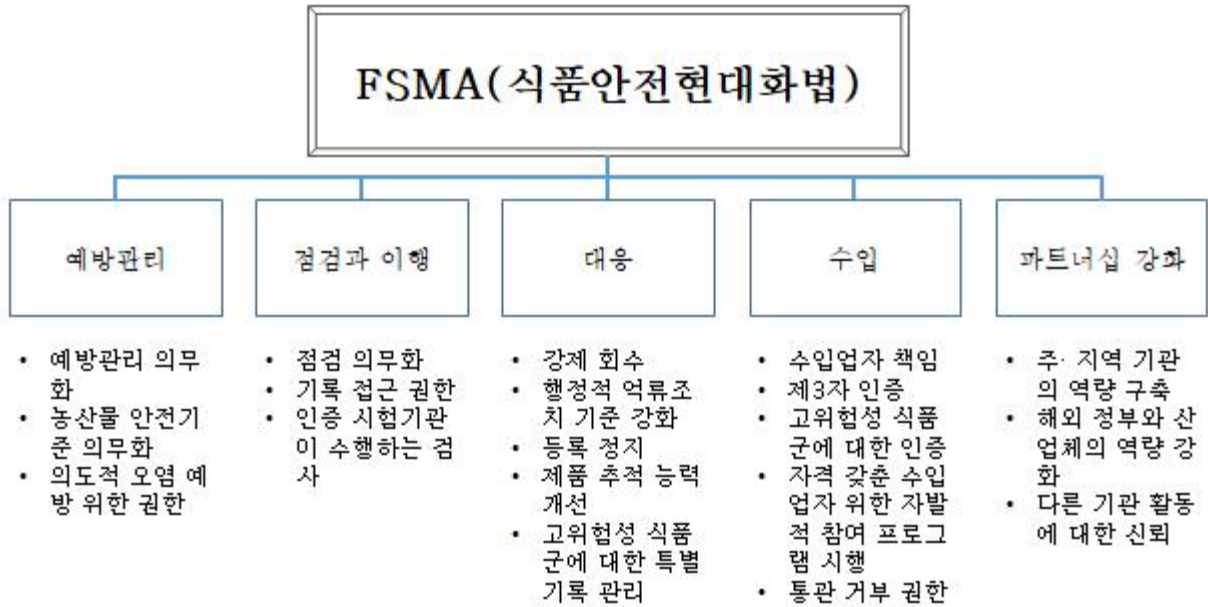 FSMA(식품안전현대화법)
예방관리
점검과 이행
대응
수입
파트너십 강화
• 예방관리 의무
화
• 농산물 안전기
준 의무화
• 의도적 오염 예
방 위한 권한
• 점검 의무화
• 기록 접근 권한
• 인증 시험기관
이 수행하는 검
사
• 강제 회수
• 행정적 억류조
치 기준 강화
• 등록 정지
• 제품 추적 능력
개선
• 고위험성 식품
군에 대한 특별
기록 관리
• 수입업자 책임
• 제3자 인증
• 고위험성 식품
군에 대한 인증
• 자격 갖춘 수입
업자 위한 자발
적 참여 프로그
램 시행
• 통관 거부 권한
• 주· 지역 기관
의 역량 구축
• 해외 정부와 산
업체의 역량 강
화
• 다른 기관 활동
에 대한 신뢰